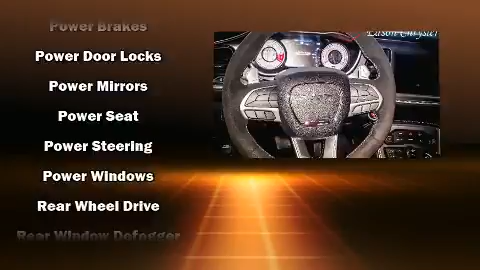 Power Brakes
Power Door Locks
Power Mirrors
Power Seat
Power Steering
Power Windows
Rear Wheel Drive
Rear Window Defogger